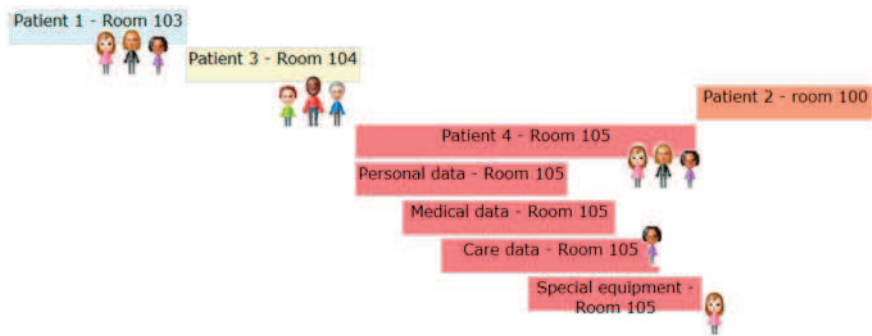 Patient 1 - Room 103
Patient 3 - Room 104
Patient 2 - room 100
Patient 4 - Room 105
Personal data - Room 105
Medical data - Room 105
Care data - Room 105
Special equipment -
Room 105